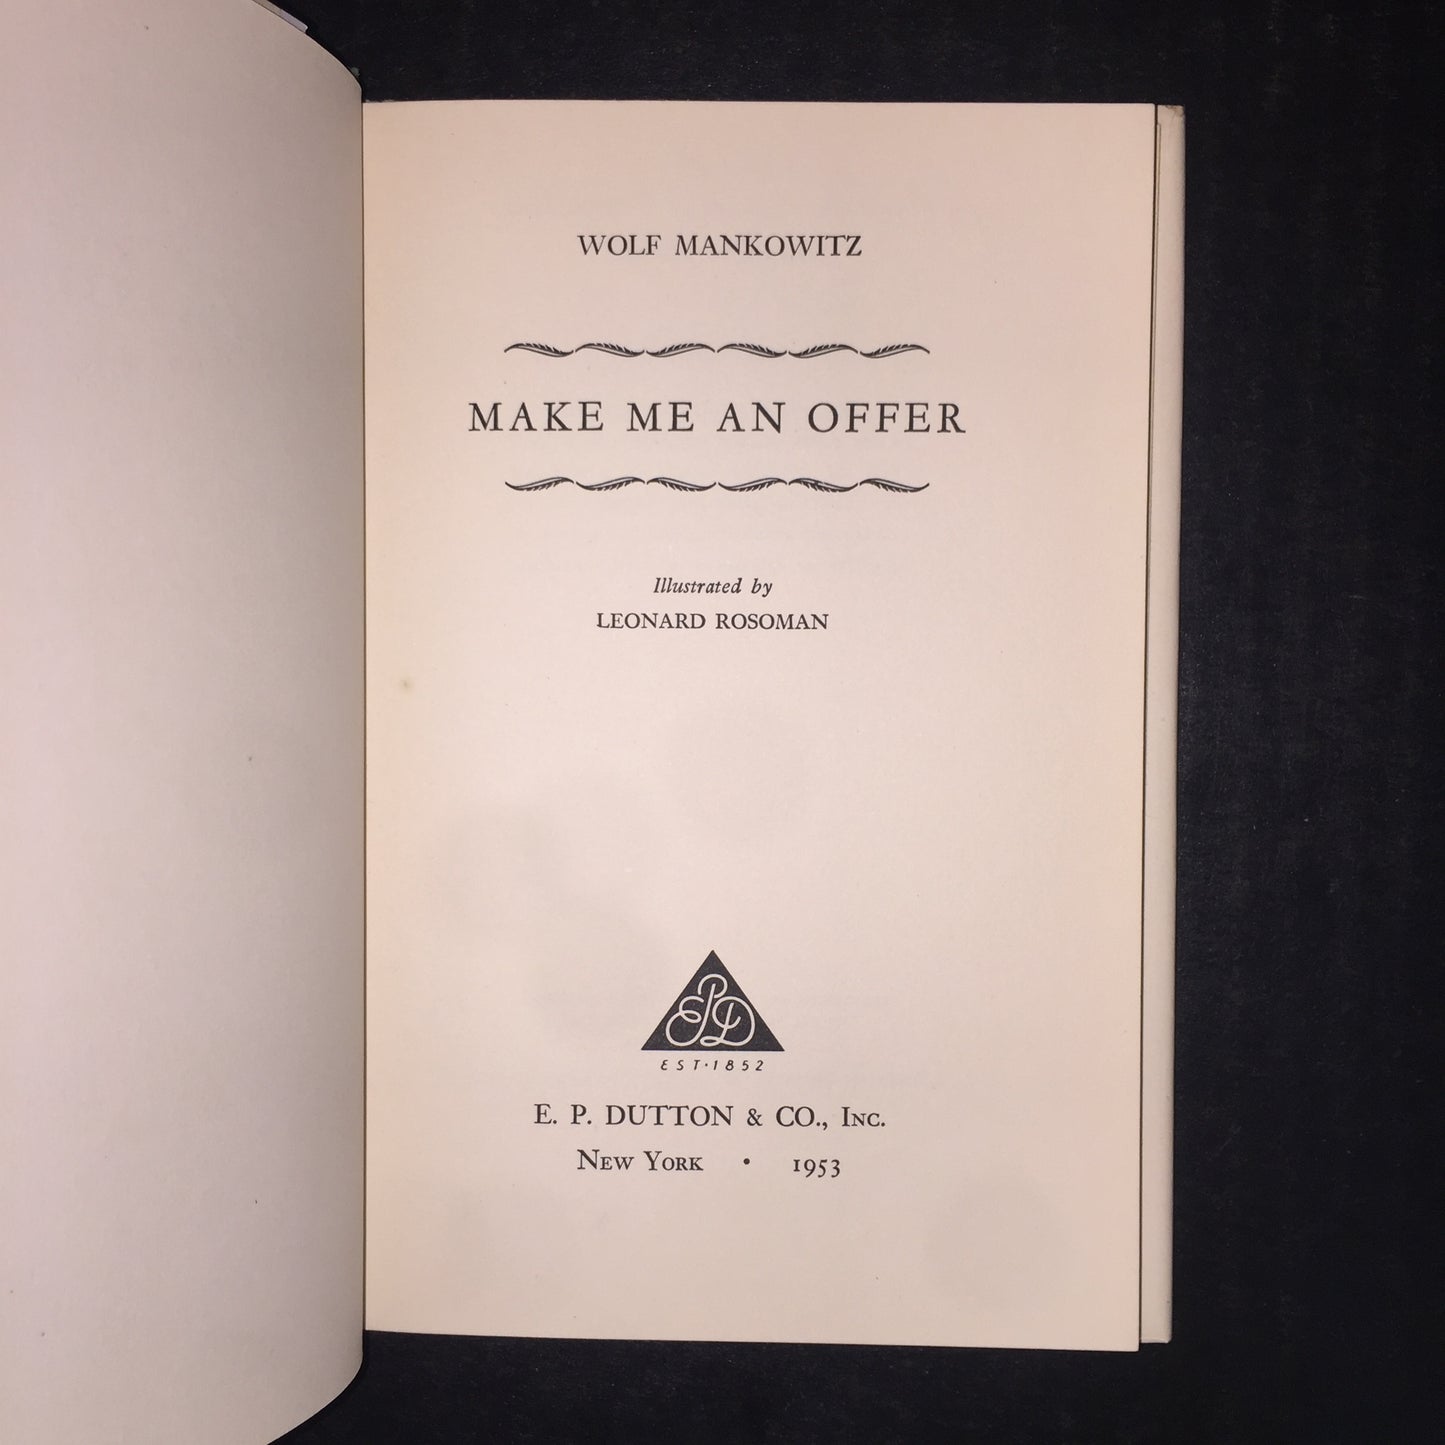 WOLF MANKOWITZ
MAKE ME AN OFFER
Illustrated by
LEONARD ROSOMAN
EPD
EST·1852
E. P. DUTTON & CO., INC.
NEW YORK • 1953